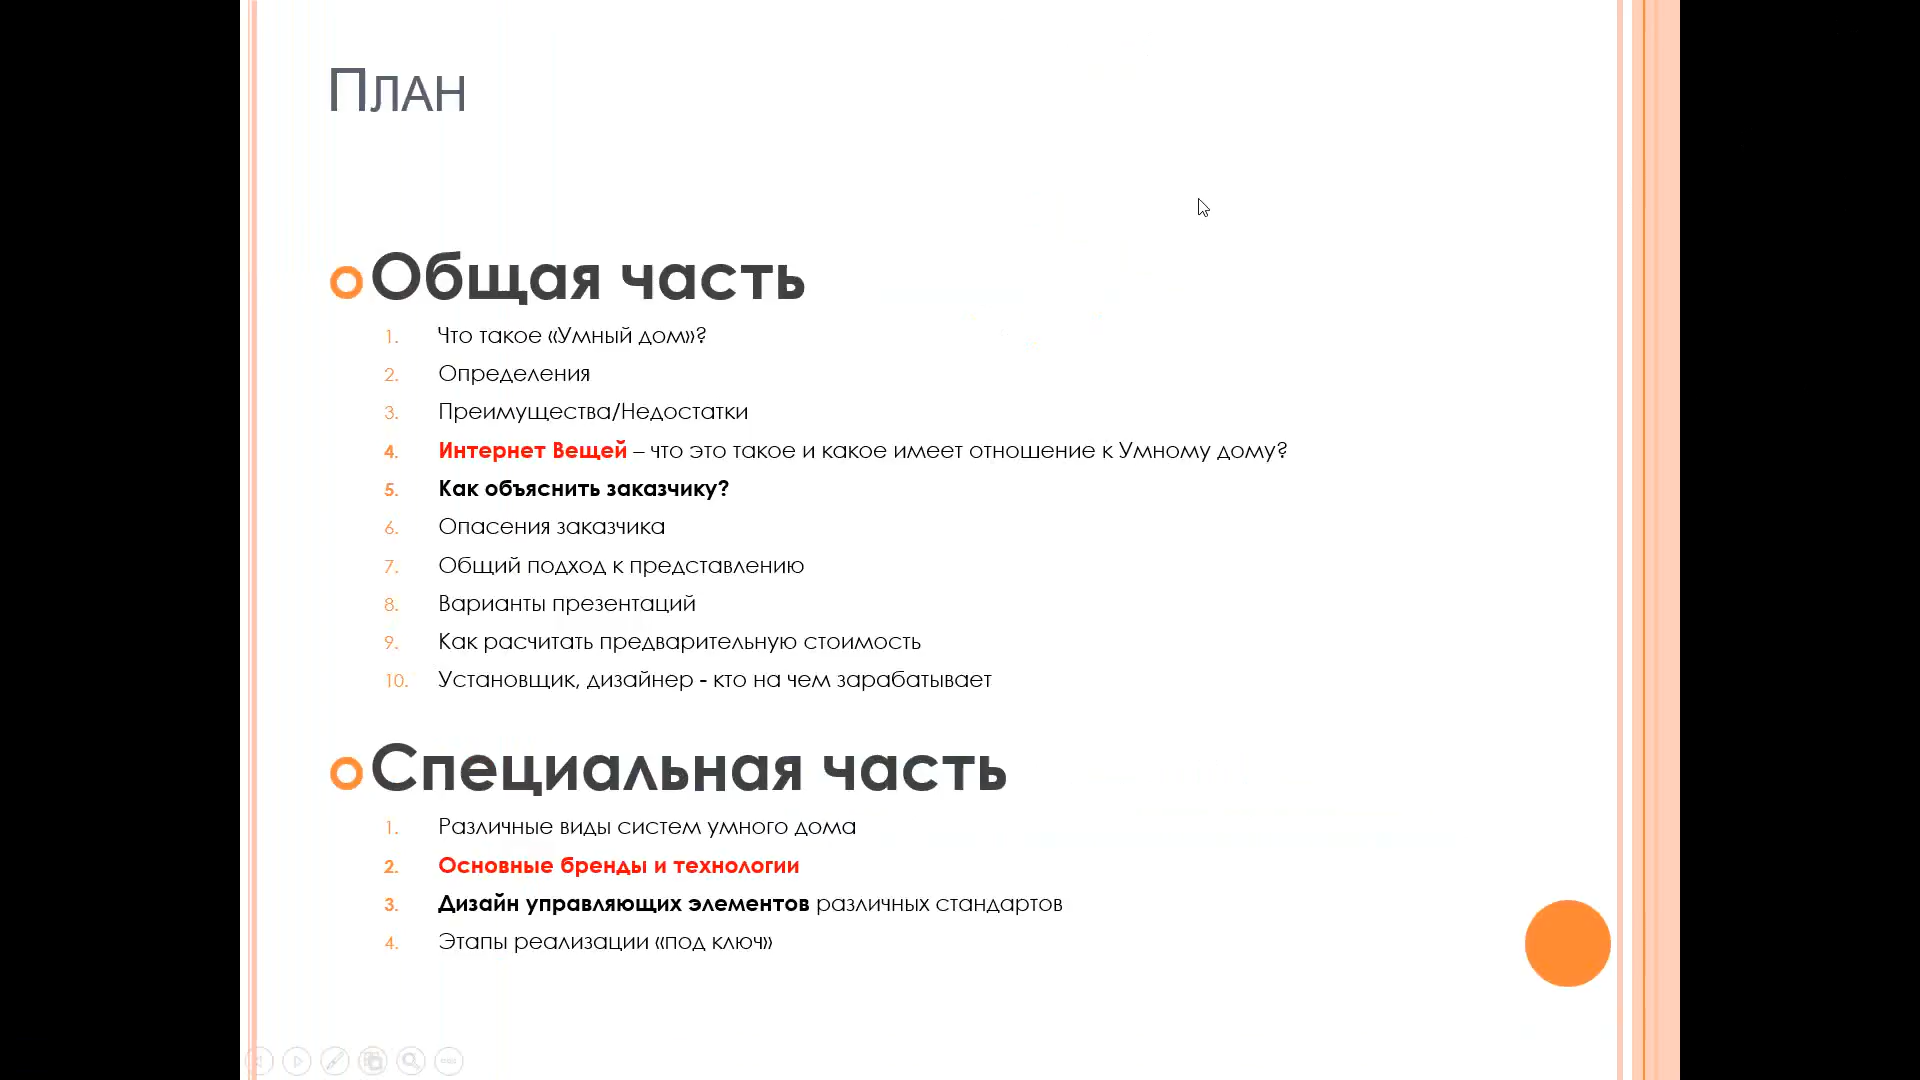 План
Общая часть
1. Что такое «Умный дом»?
2. Определения
3. Преимущества/Недостатки
4. Интернет Вещей – что это такое и какое имеет отношение к Умному дому?
5. Как объяснить заказчику?
6. Опасения заказчика
7. Общий подход к представлению
8. Варианты презентаций
9. Как расчитать предварительную стоимость
10. Установщик, дизайнер - кто на чем зарабатывает
Специальная часть
1. Различные виды систем умного дома
2. Основные бренды и технологии
3. Дизайн управляющих элементов различных стандартов
4. Этапы реализации «под ключ»